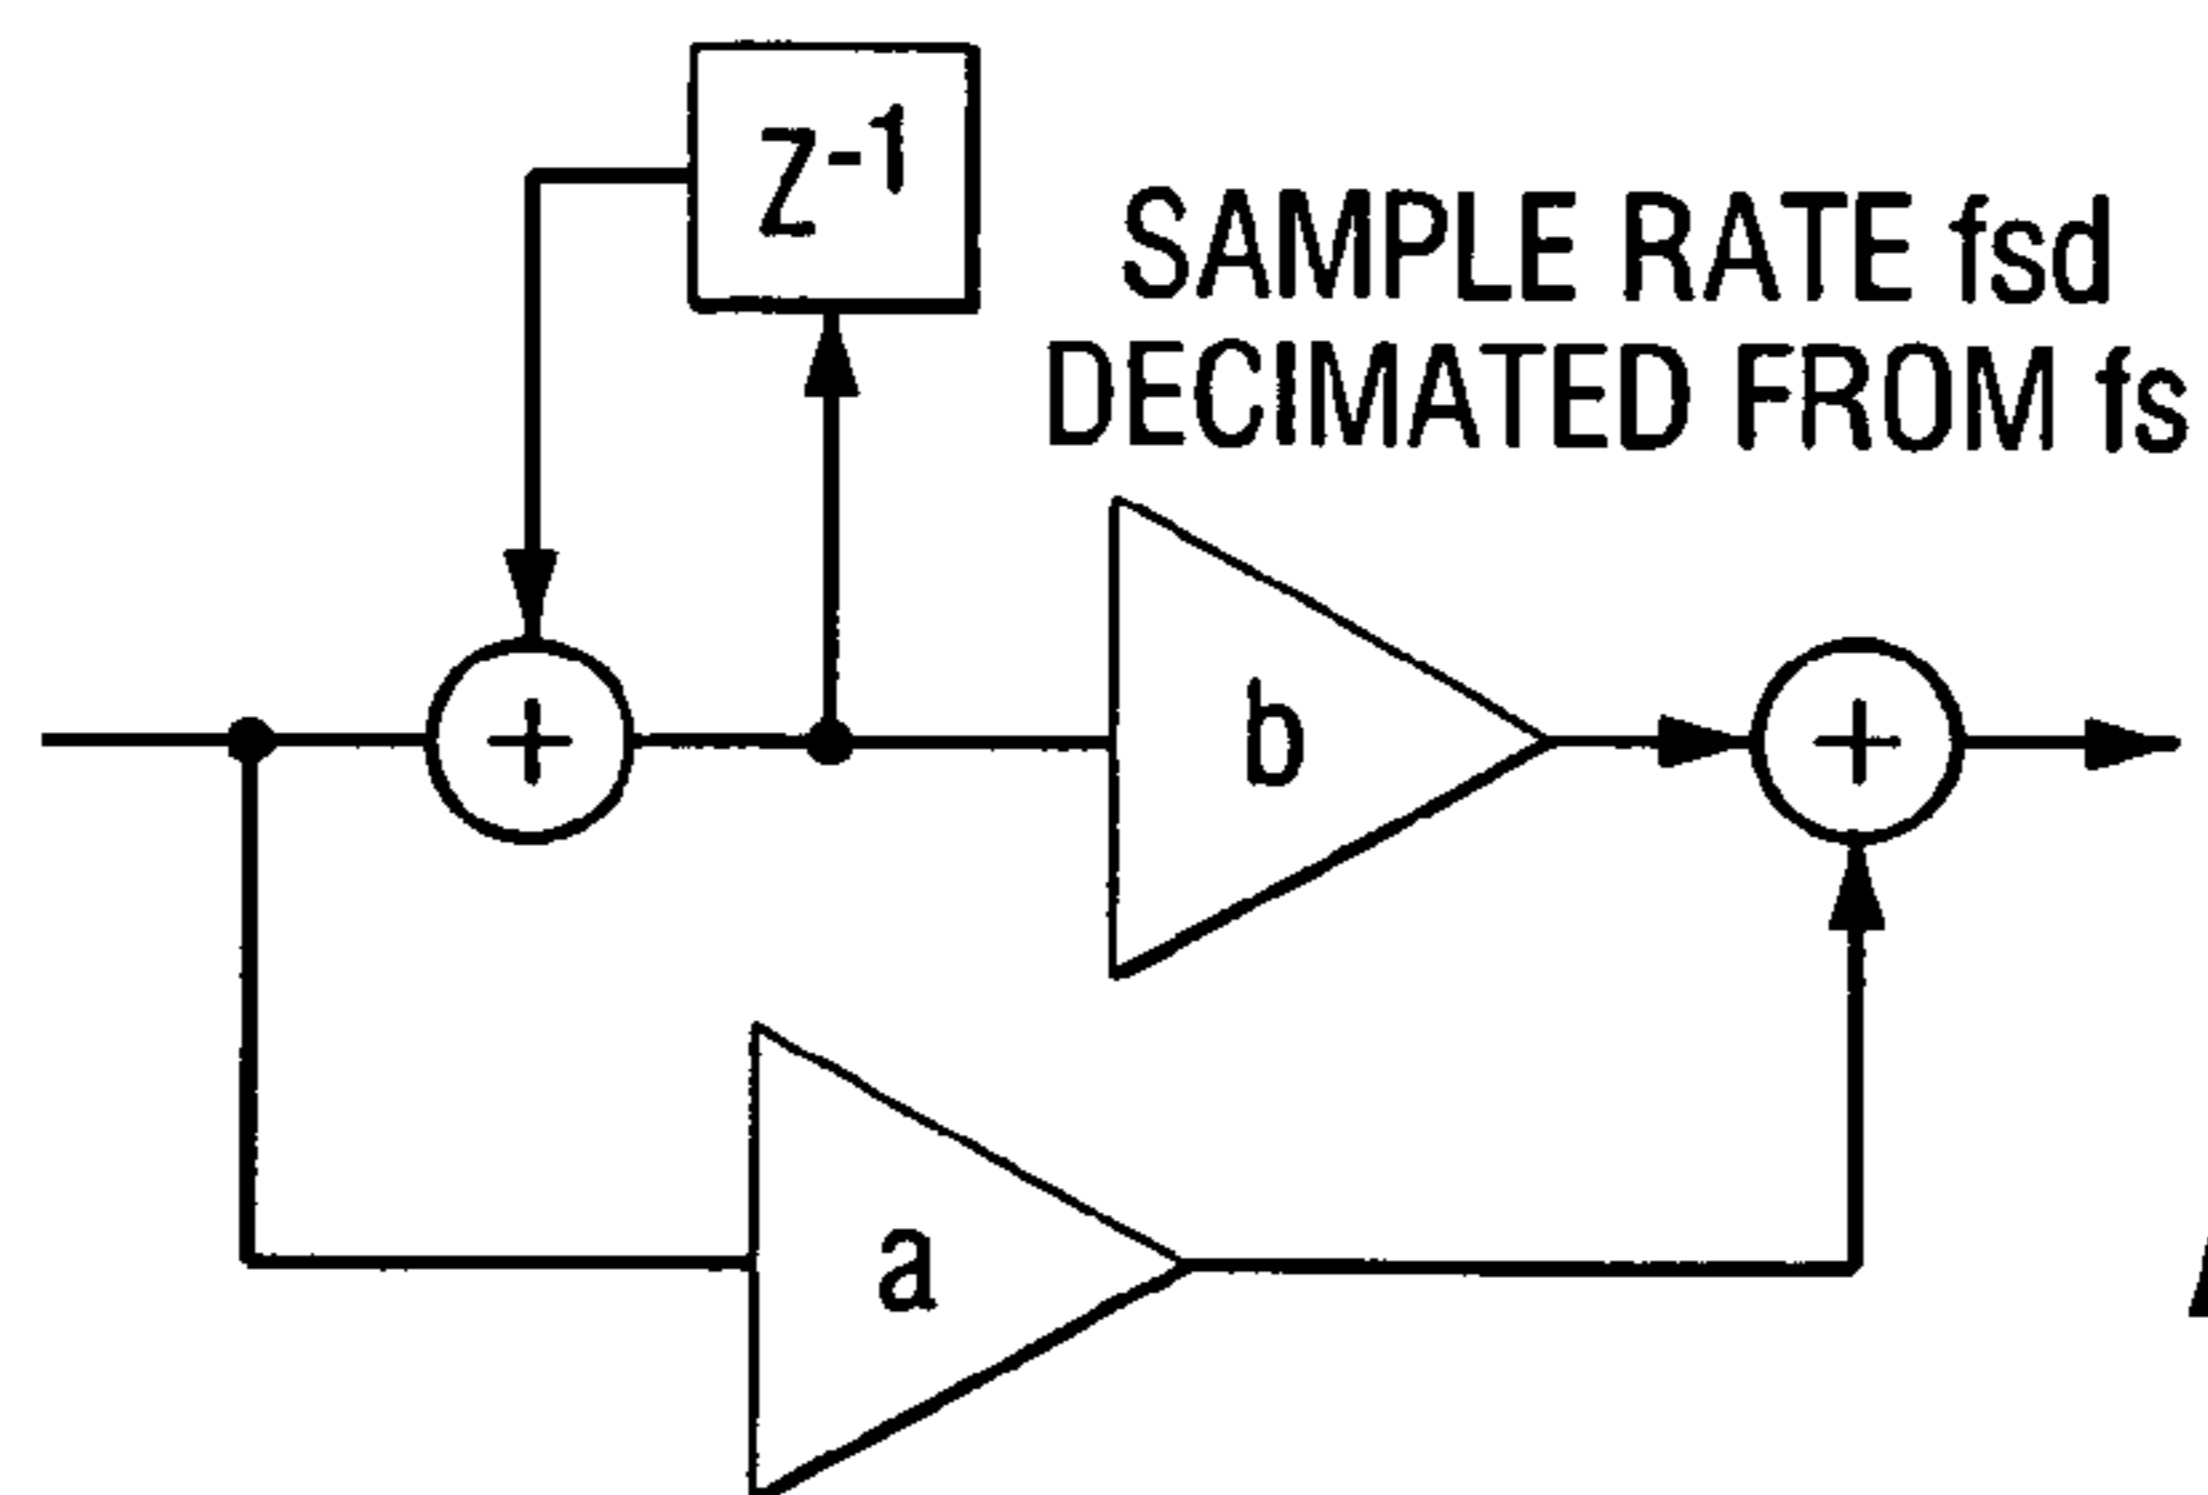 Z-1
SAMPLE RATE fsd
DECIMATED FROM fs
+
b
+
a